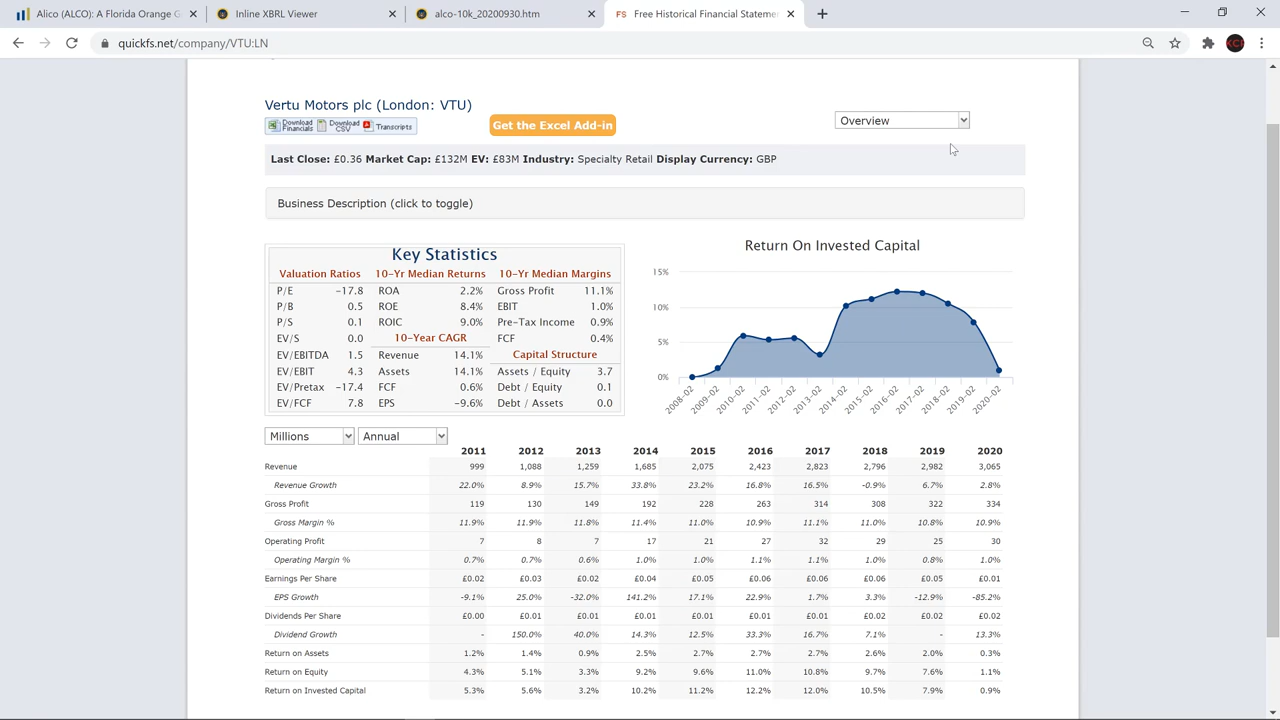 Alico (ALCO): A Florida Orange G
Inline XBRL Viewer
alco-10k_20200930.htm
FS Free Historical Financial Stateme
quickfs.net/company/VTU:LN
Vertu Motors plc (London: VTU)
Download Financials Download CSV Transcripts
Get the Excel Add-in
Overview
Last Close: £0.36 Market Cap: £132M EV: £83M Industry: Specialty Retail Display Currency: GBP
Business Description (click to toggle)
Key Statistics
Valuation Ratios 10-Yr Median Returns 10-Yr Median Margins
P/E -17.8 ROA 2.2% Gross Profit 11.1%
P/B 0.5 ROE 8.4% EBIT 1.0%
P/S 0.1 ROIC 9.0% Pre-Tax Income 0.9%
EV/S 0.0 10-Year CAGR FCF 0.4%
EV/EBITDA 1.5 Revenue 14.1% Capital Structure
EV/EBIT 4.3 Assets 14.1% Assets / Equity 3.7
EV/Pretax -17.4 FCF 0.6% Debt / Equity 0.1
EV/FCF 7.8 EPS -9.6% Debt / Assets 0.0
Return On Invested Capital
15%
10%
5%
0%
2008-02 2009-02 2010-02 2011-02 2012-02 2013-02 2014-02 2015-02 2016-02 2017-02 2018-02 2019-02 2020-02
Millions Annual
2011 2012 2013 2014 2015 2016 2017 2018 2019 2020
Revenue 999 1,088 1,259 1,685 2,075 2,423 2,823 2,796 2,982 3,065
Revenue Growth 22.0% 8.9% 15.7% 33.8% 23.2% 16.8% 16.5% -0.9% 6.7% 2.8%
Gross Profit 119 130 149 192 228 263 314 308 322 334
Gross Margin % 11.9% 11.9% 11.8% 11.4% 11.0% 10.9% 11.1% 11.0% 10.8% 10.9%
Operating Profit 7 8 7 17 21 27 32 29 25 30
Operating Margin % 0.7% 0.7% 0.6% 1.0% 1.0% 1.1% 1.1% 1.0% 0.8% 1.0%
Earnings Per Share £0.02 £0.03 £0.02 £0.04 £0.05 £0.06 £0.06 £0.06 £0.05 £0.01
EPS Growth -9.1% 25.0% -32.0% 141.2% 17.1% 22.9% 1.7% 3.3% -12.9% -85.2%
Dividends Per Share £0.00 £0.01 £0.01 £0.01 £0.01 £0.01 £0.01 £0.02 £0.02 £0.02
Dividend Growth - 150.0% 40.0% 14.3% 12.5% 33.3% 16.7% 7.1% - 13.3%
Return on Assets 1.2% 1.4% 0.9% 2.5% 2.7% 2.7% 2.7% 2.6% 2.0% 0.3%
Return on Equity 4.3% 5.1% 3.3% 9.2% 9.6% 11.0% 10.8% 9.7% 7.6% 1.1%
Return on Invested Capital 5.3% 5.6% 3.2% 10.2% 11.2% 12.2% 12.0% 10.5% 7.9% 0.9%